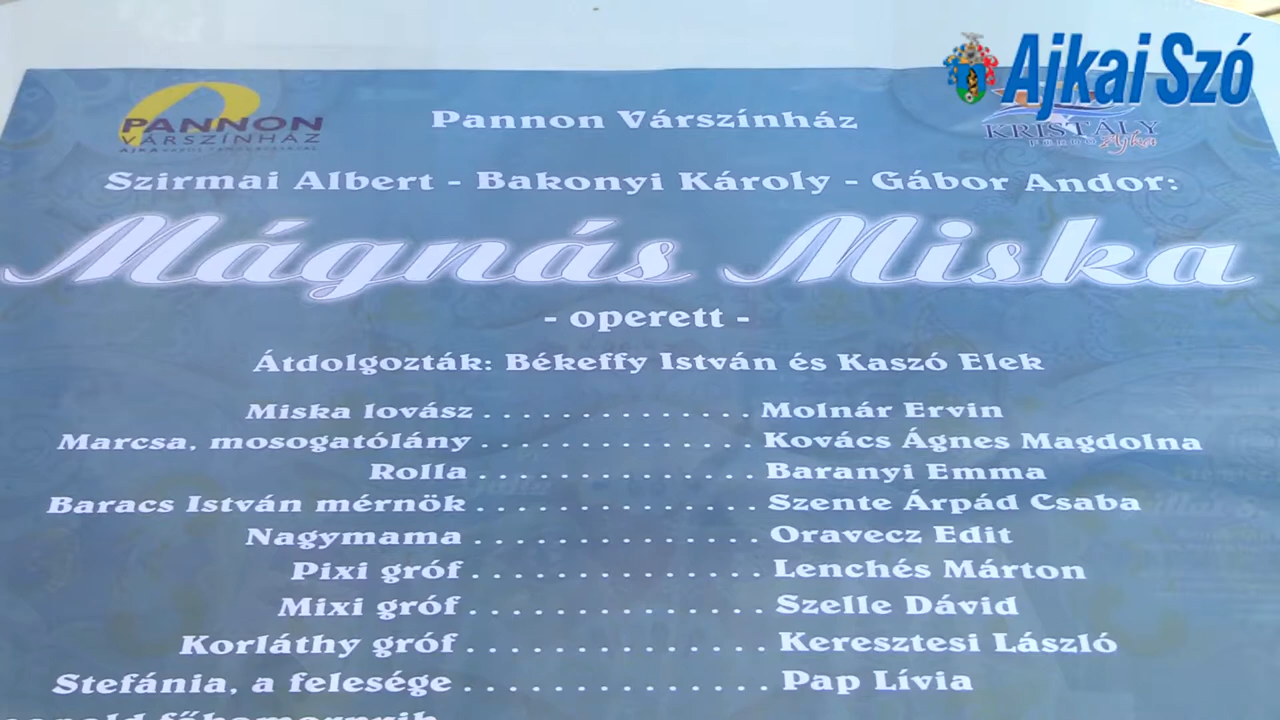 Ajkai Szó
PANNON
VÁRSZÍNHÁZ
Pannon Várszínház
KRISTÁLY
Ajka
Szirmai Albert - Bakonyi Károly - Gábor Andor:
Mágnás Miska
- operett -
Átdolgozták: Békeffy István és Kaszó Elek
Miska lovász . . . . . . . . . . . . . . Molnár Ervin
Marcsa, mosogatólány . . . . . . . . . . . . . . Kovács Ágnes Magdolna
Rolla . . . . . . . . . . . . . . Baranyi Emma
Baracs István mérnök . . . . . . . . . . . . . . Szente Árpád Csaba
Nagymama . . . . . . . . . . . . . . Oravecz Edit
Pixi gróf . . . . . . . . . . . . . . Lenchés Márton
Mixi gróf . . . . . . . . . . . . . . Szelle Dávid
Korláthy gróf . . . . . . . . . . . . . . Keresztesi László
Stefánia, a felesége . . . . . . . . . . . . . . Pap Lívia